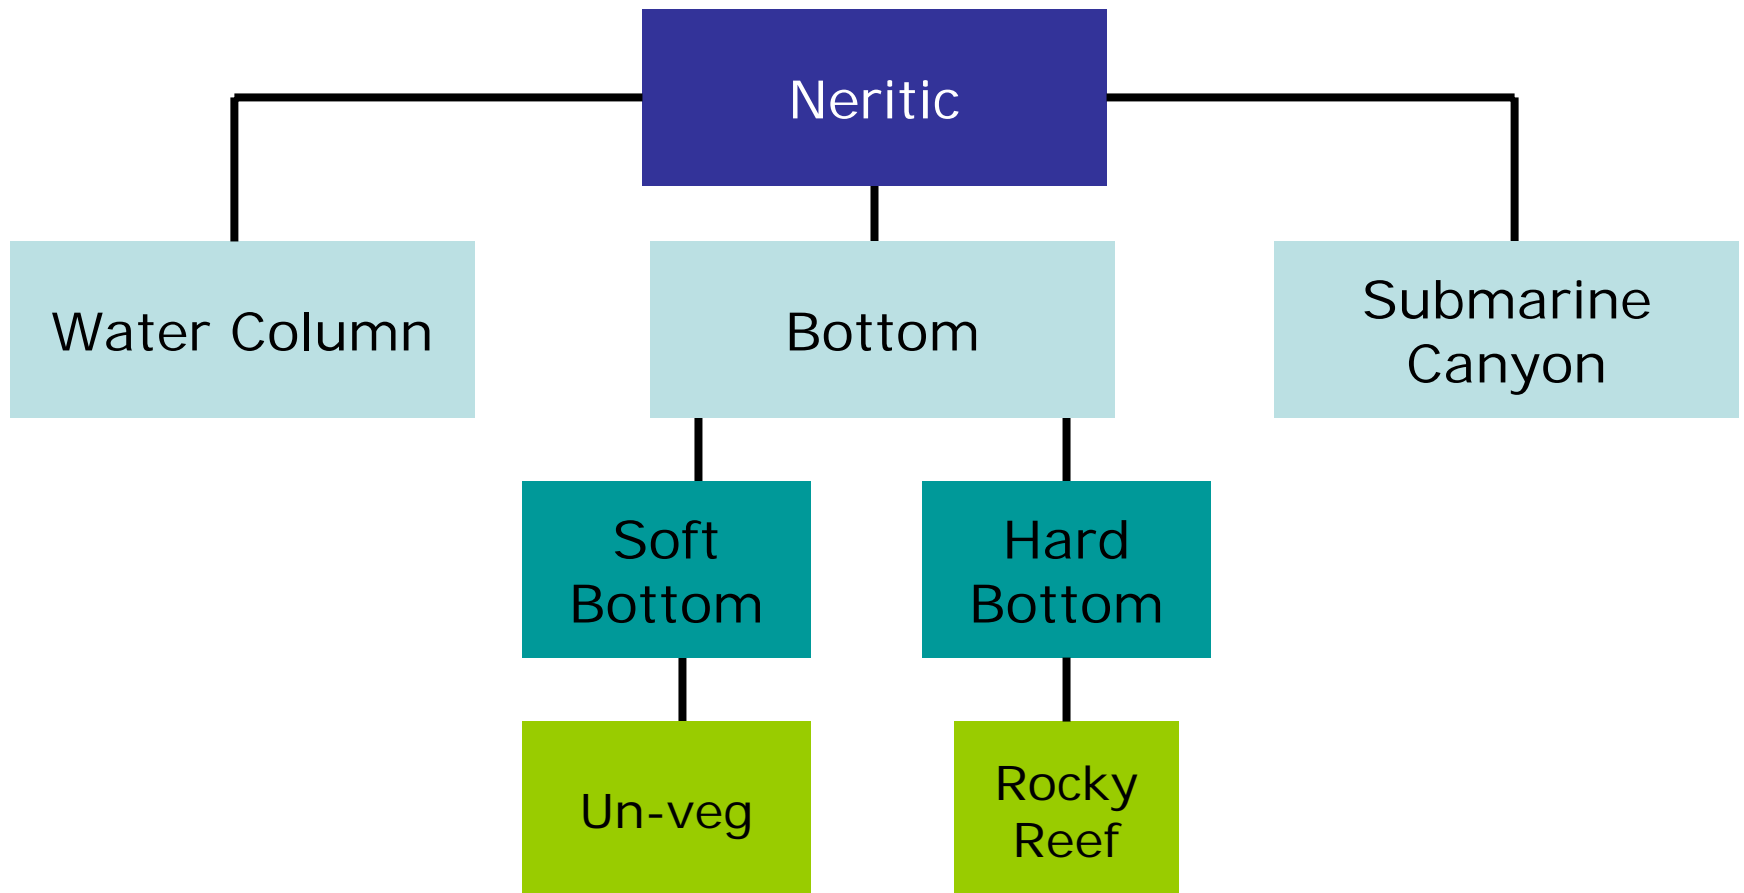 Neritic
Water Column
Bottom
Submarine
Canyon
Soft
Bottom
Hard
Bottom
Un-veg
Rocky
Reef